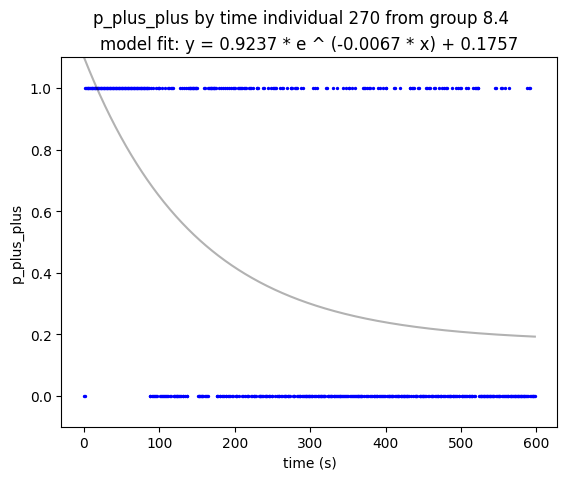 p_plus_plus by time individual 270 from group 8.4
model fit: y = 0.9237 * e ^ (-0.0067 * x) + 0.1757
1.0
0.8
0.6
0.4
0.2
0.0
p_plus_plus
0 100 200 300 400 500 600
time (s)